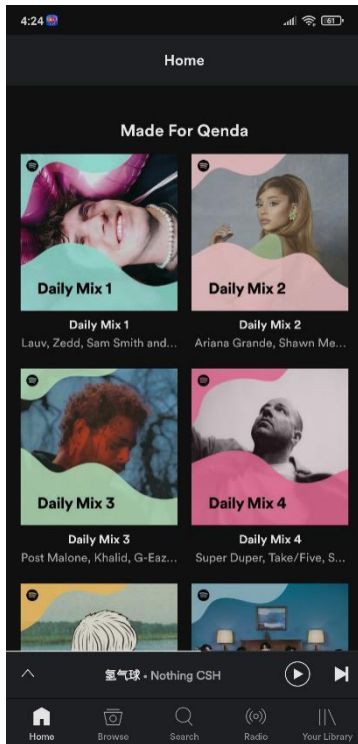 4:24
61
Home
Made For Qenda
Daily Mix 1
Daily Mix 2
Daily Mix 1
Daily Mix 2
Lauv, Zedd, Sam Smith and...
Ariana Grande, Shawn Me...
Daily Mix 3
Daily Mix 4
Daily Mix 3
Daily Mix 4
Post Malone, Khalid, G-Eaz...
Super Duper, Take/Five, S...
氢气球 • Nothing CSH
Home
Browse
Search
Radio
Your Library